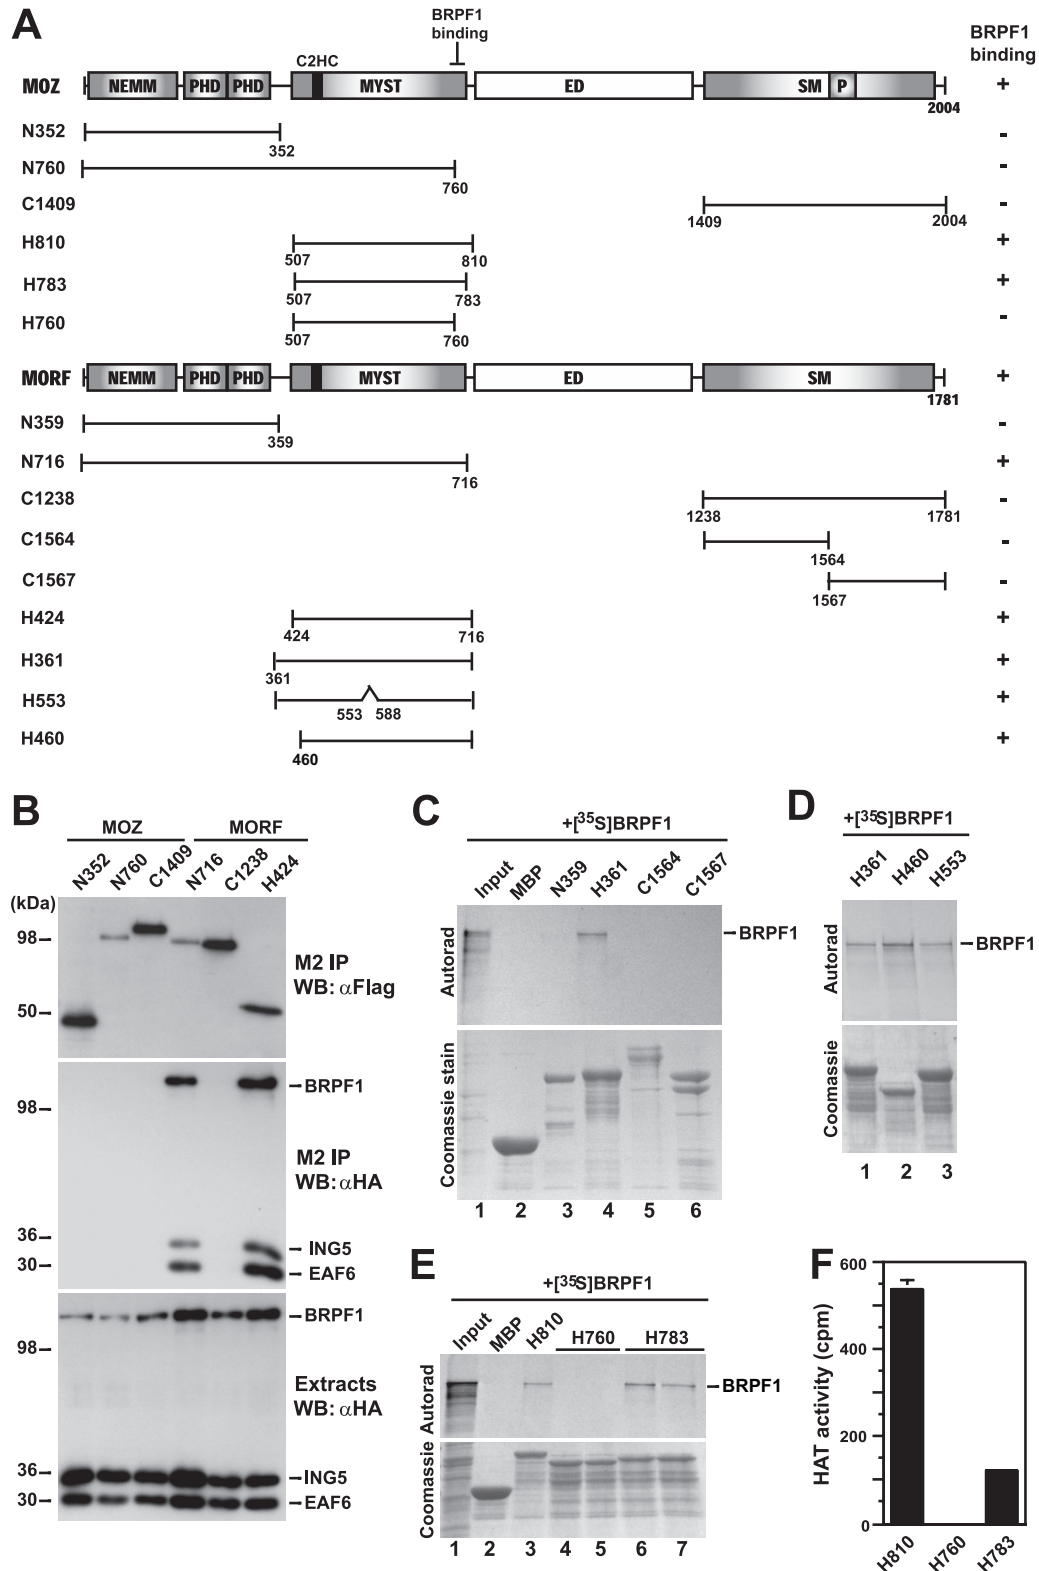 A
BRPF1
binding
BRPF1
binding
C2HC
MOZ NEMM PHD PHD MYST ED SM P +
2004
N352 -
352
N760 -
760
C1409 -
1409 2004
H810 +
507 810
H783 +
507 783
H760 -
507 760
MORF NEMM PHD PHD MYST ED SM +
1781
N359 -
359
N716 +
716
C1238 -
1238 1781
C1564 -
1564
C1567 -
1567
H424 +
424 716
H361 +
361
H553 +
553 588
H460 +
460
B
MOZ MORF
N352 N760 C1409 N716 C1238 H424
(kDa)
98
50
M2 IP
WB: αFlag
BRPF1
98
M2 IP
WB: αHA
36
30
ING5
EAF6
BRPF1
98
Extracts
WB: αHA
36
30
ING5
EAF6
C
+[35S]BRPF1
Input MBP N359 H361 C1564 C1567
Autorad
BRPF1
Coomassie stain
1 2 3 4 5 6
D
+[35S]BRPF1
H361 H460 H553
Autorad
BRPF1
Coomassie
1 2 3
E
+[35S]BRPF1
Input MBP H810 H760 H783
Autorad
BRPF1
Coomassie
1 2 3 4 5 6 7
F
HAT activity (cpm)
600
400
200
0
H810 H760 H783